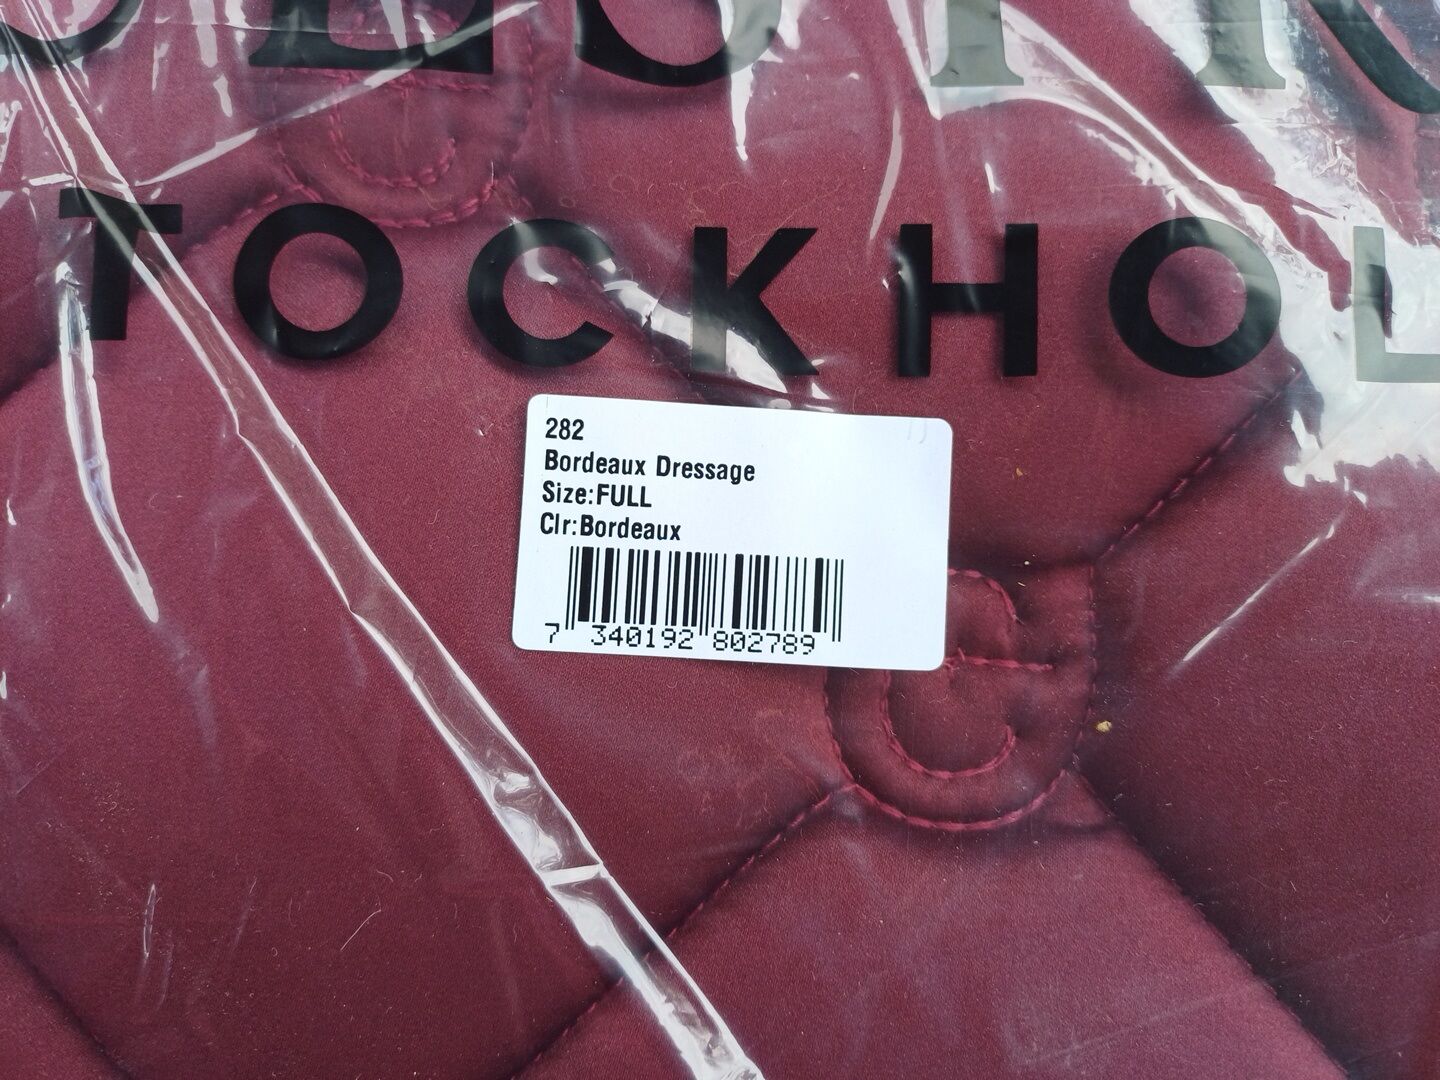 TOCKHOL
282
Bordeaux Dressage
Size:FULL
Clr:Bordeaux
7 340192 802789